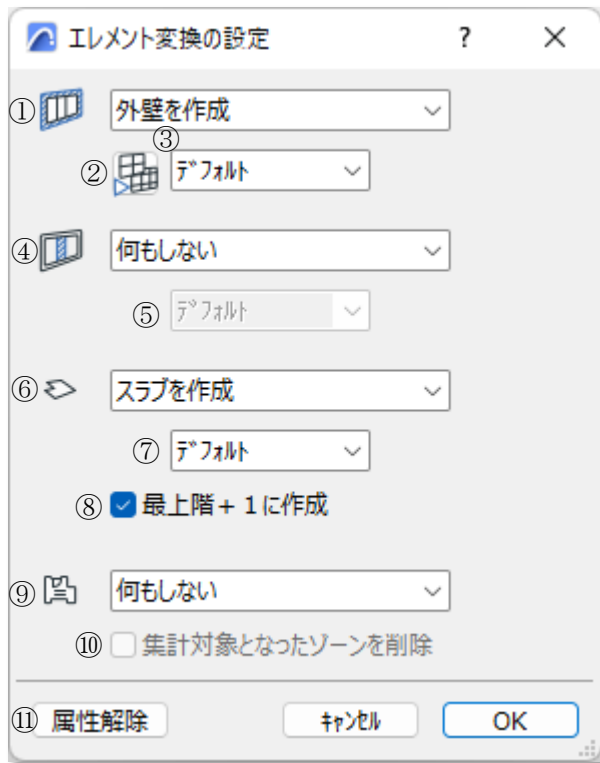 エレメント変換の設定 ? ×
① 外壁を作成
③
② ﾃﾞﾌｫﾙﾄ
④ 何もしない
⑤ ﾃﾞﾌｫﾙﾄ
⑥ スラブを作成
⑦ ﾃﾞﾌｫﾙﾄ
⑧ 最上階+1に作成
⑨ 何もしない
⑩ 集計対象となったゾーンを削除
⑪ 属性解除 ｷｬﾝｾﾙ OK